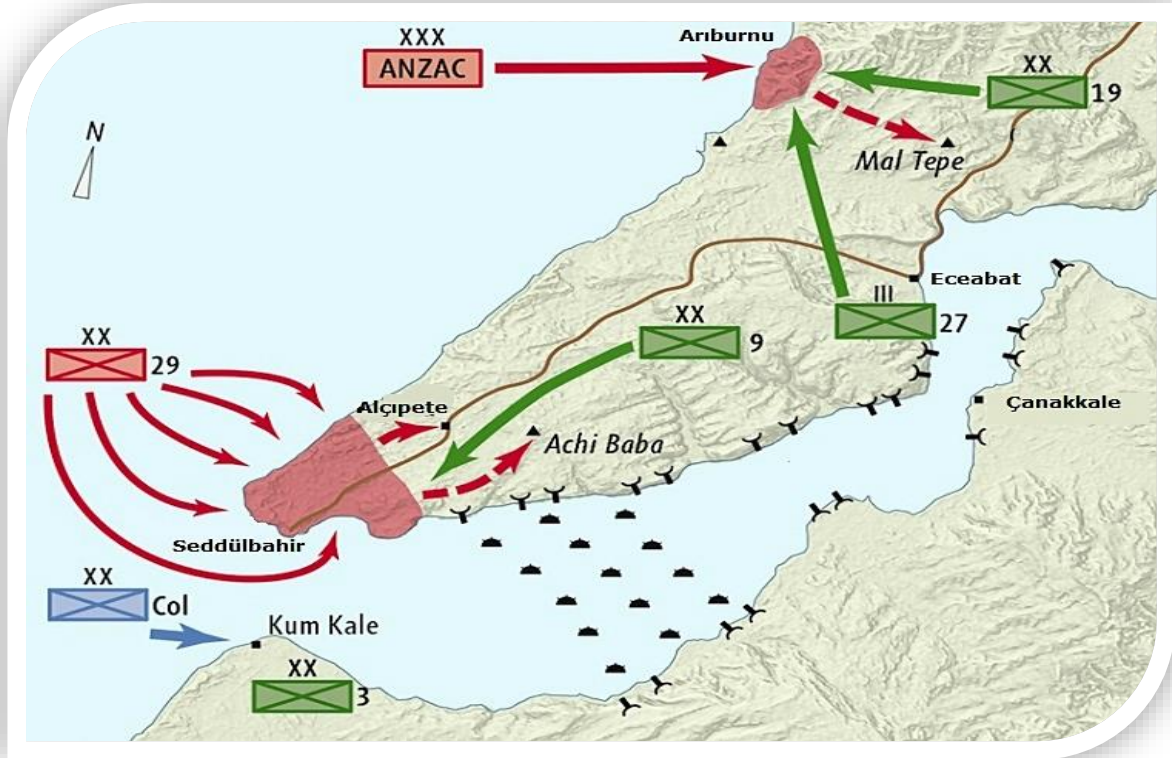 XXX
ANZAC
Arıburnu
XX
19
N
Mal Tepe
Eceabat
III
27
XX
9
XX
29
Alçıpete
Achi Baba
Çanakkale
Seddülbahir
XX
Col
Kum Kale
XX
3